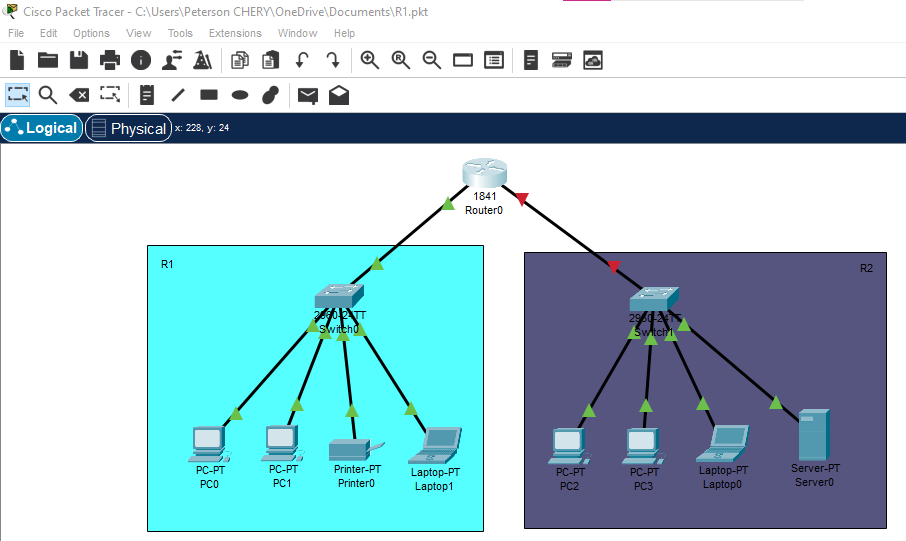 Cisco Packet Tracer - C:\Users\Peterson CHERY\OneDrive\Documents\R1.pkt
File Edit Options View Tools Extensions Window Help
Logical Physical x: 228, y: 24
1841
Router0
R1
R2
2960-24TT
Switch0
2960-24TT
Switch1
PC-PT
PC0
PC-PT
PC1
Printer-PT
Printer0
Laptop-PT
Laptop1
PC-PT
PC2
PC-PT
PC3
Laptop-PT
Laptop0
Server-PT
Server0